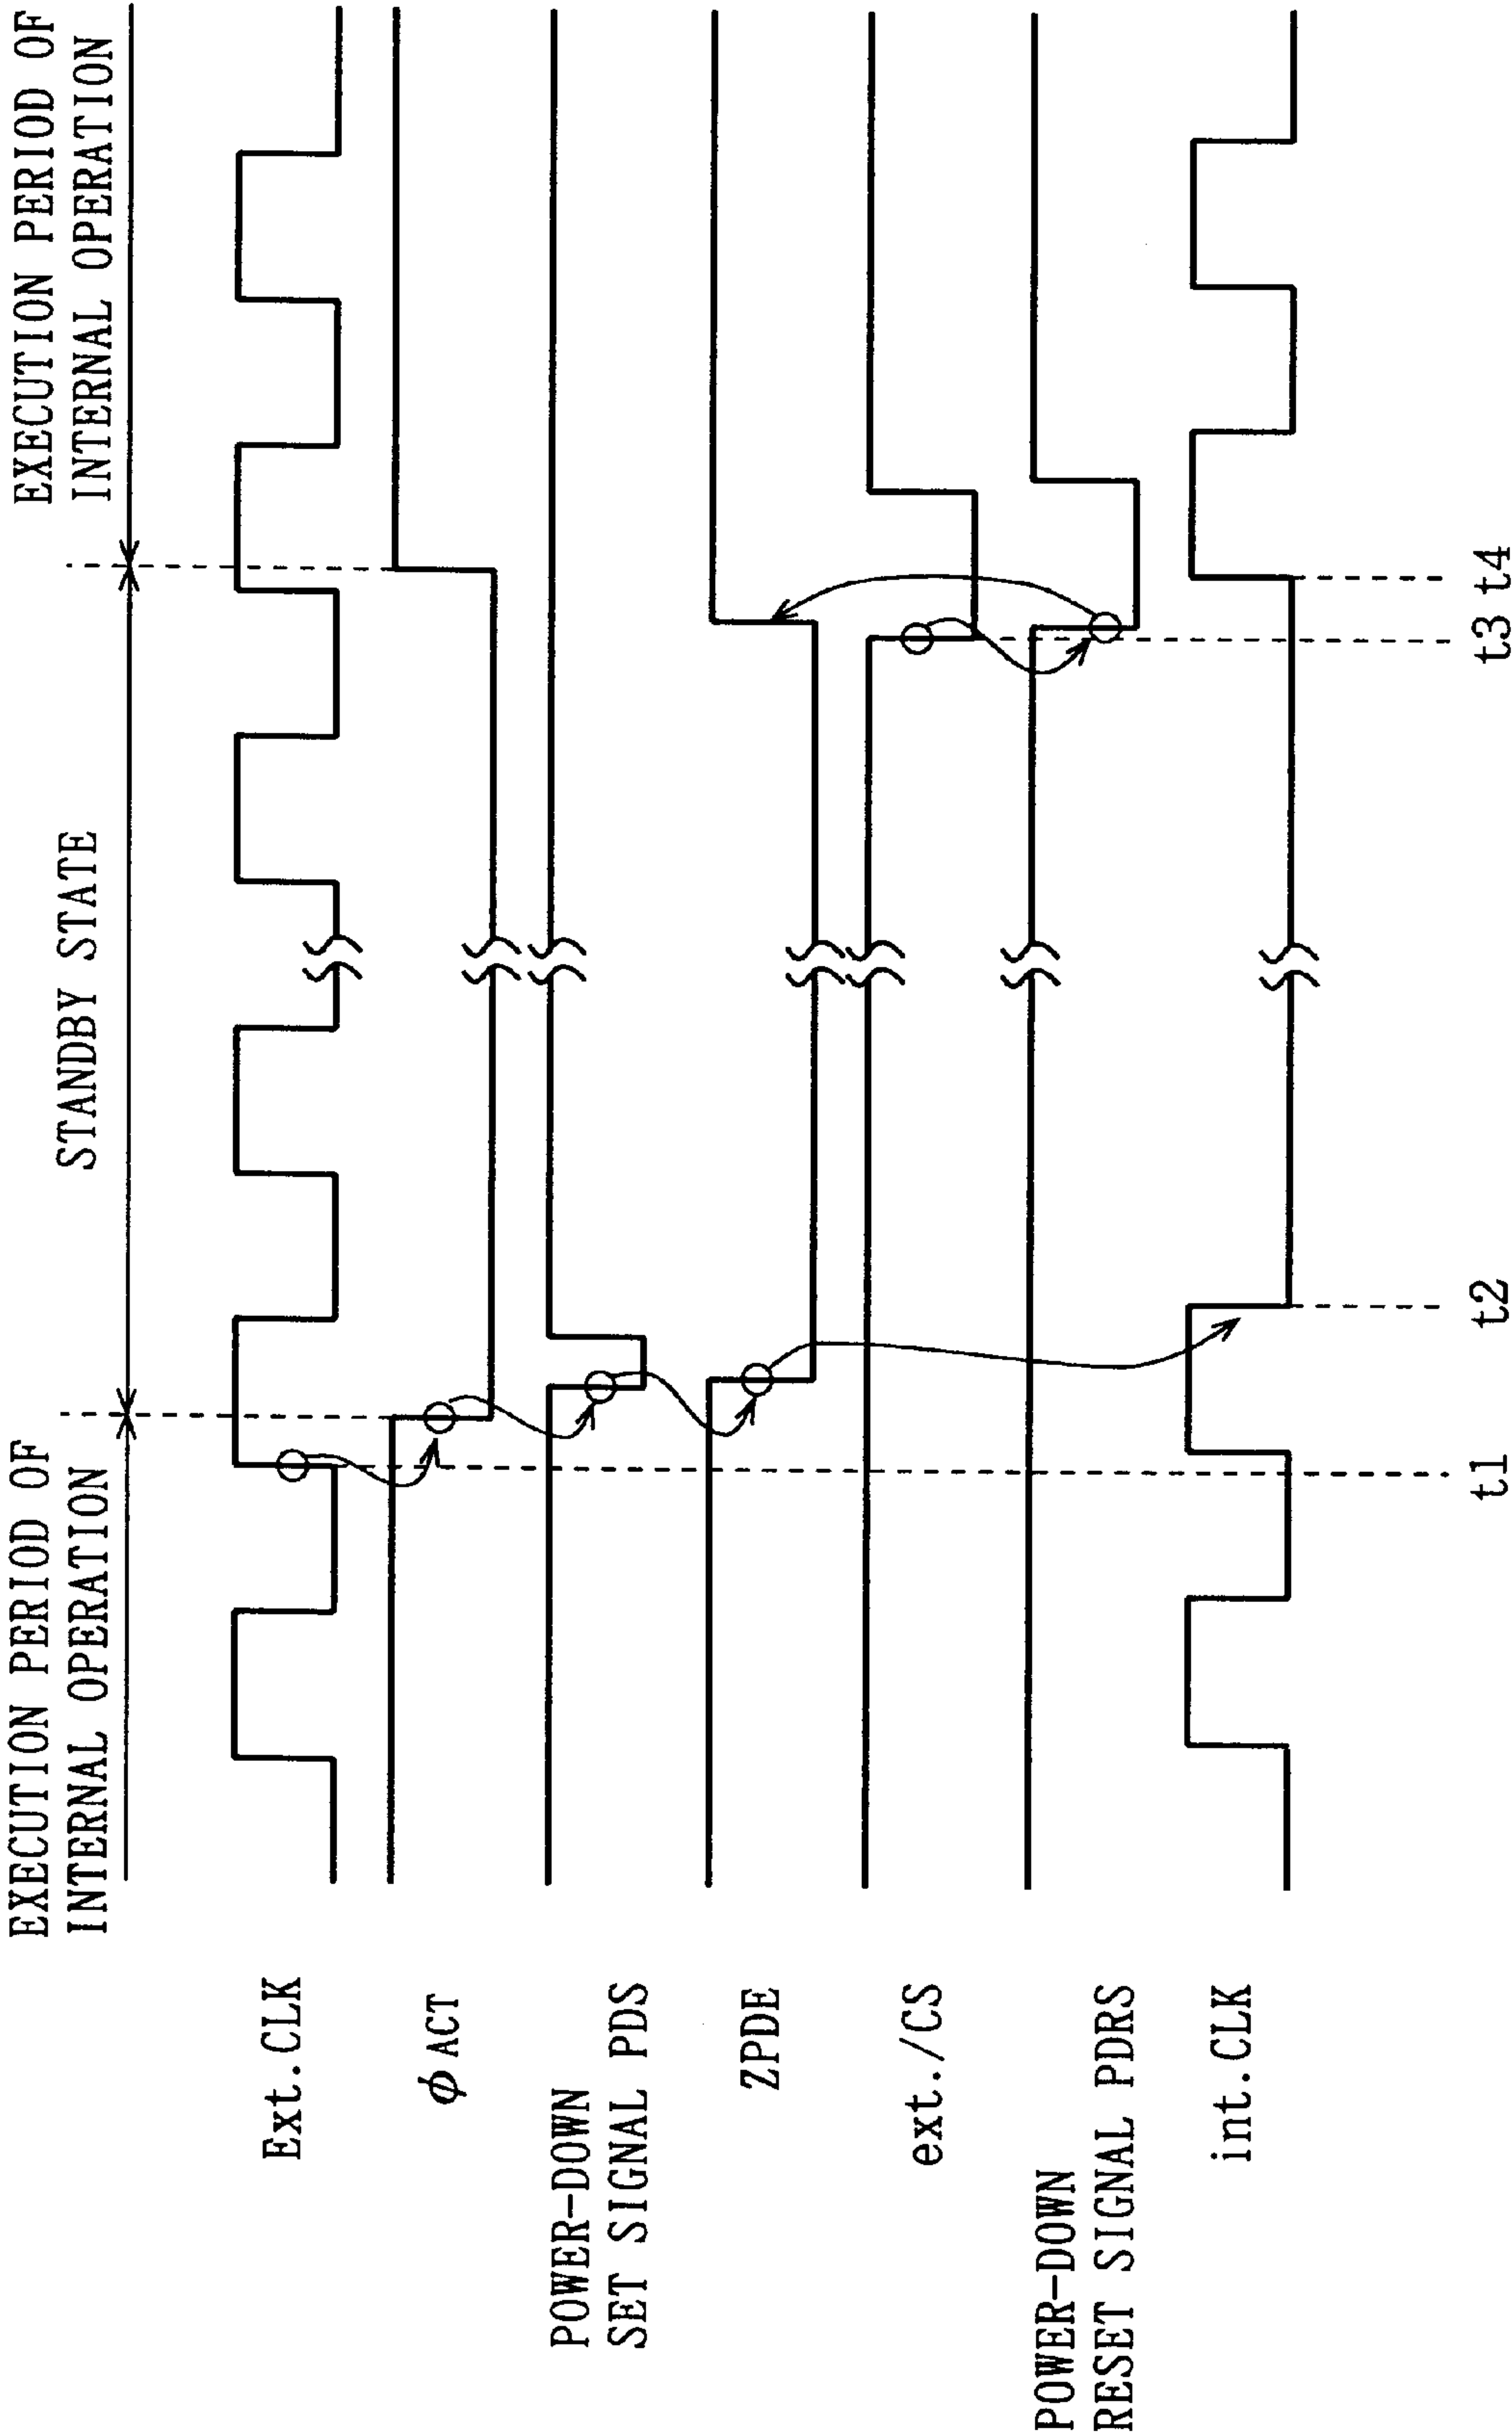 EXECUTION PERIOD OF
INTERNAL OPERATION
STANDBY STATE
EXECUTION PERIOD OF
INTERNAL OPERATION
Ext.CLK
ϕ ACT
POWER-DOWN
SET SIGNAL PDS
ZPDE
ext./CS
POWER-DOWN
RESET SIGNAL PDRS
int.CLK
t1
t2
t3
t4